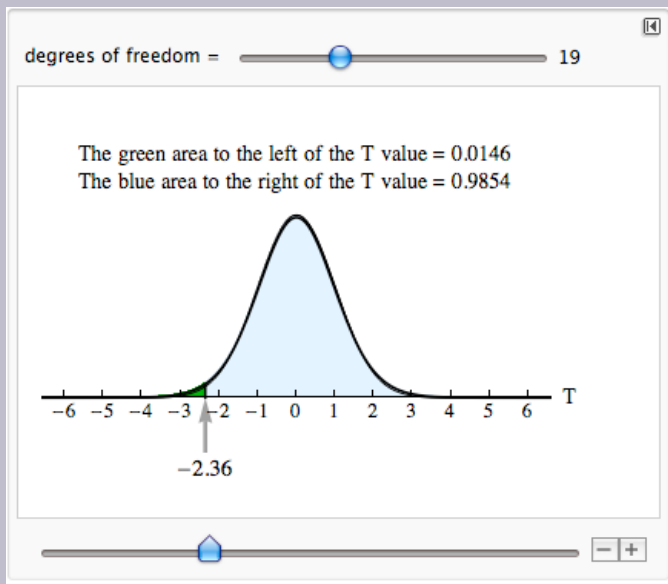 degrees of freedom = 19
The green area to the left of the T value = 0.0146
The blue area to the right of the T value = 0.9854
−6 −5 −4 −3 −2 −1 0 1 2 3 4 5 6 T
−2.36